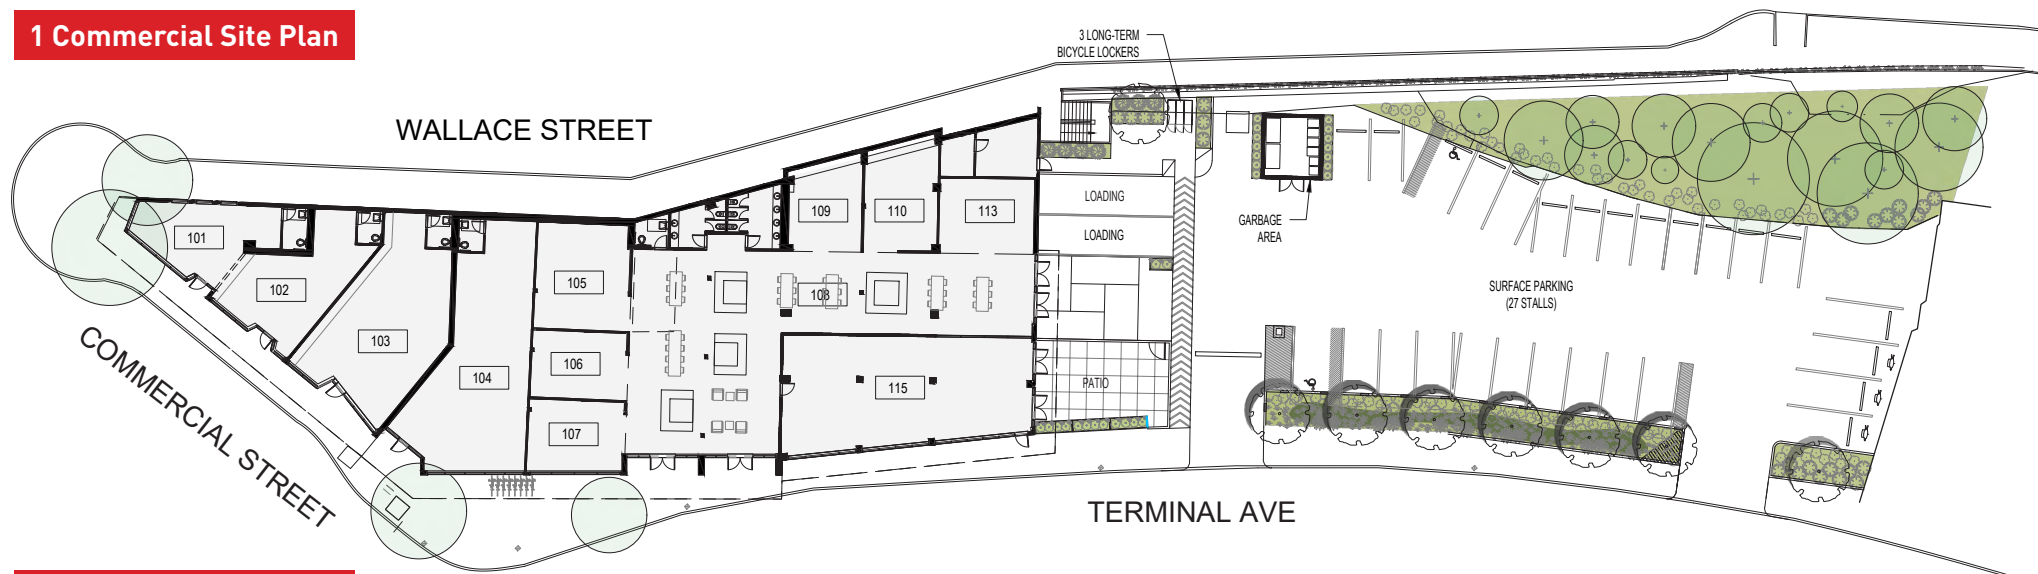 1 Commercial Site Plan
3 LONG-TERM
BICYCLE LOCKERS
WALLACE STREET
101
102
103
104
105
106
107
108
109
110
113
115
LOADING
LOADING
PATIO
GARBAGE
AREA
SURFACE PARKING
(27 STALLS)
COMMERCIAL STREET
TERMINAL AVE